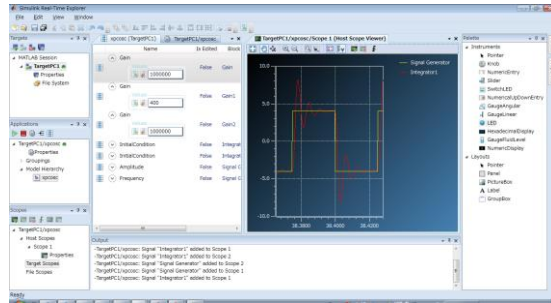 Simulink Real-Time Explorer
File Edit View Window
Targets
MATLAB Session
TargetPC1
Properties
File System
Applications
TargetPC1/xpcosc
Properties
Groupings
Model Hierarchy
xpcosc
Scopes
TargetPC1/xpcosc
Host Scopes
Scope 1
Properties
Target Scopes
File Scopes
xpcosc (TargetPC1)
TargetPC1/xpcosc
Name Is Edited Block
Gain
1000000 False Gain
Gain
400 False Gain1
Gain
1000000 False Gain2
InitialCondition False Integrat
InitialCondition False Integrat
Amplitude False Signal G
Frequency False Signal G
TargetPC1/xpcosc/Scope 1 (Host Scope Viewer)
Signal Generator
Integrator1
10.0
5.0
0.0
-5.0
-10.0
38.3800 38.4000 38.4200
Palette
Instruments
Pointer
Knob
NumericEntry
Slider
SwitchLED
NumericalUpDownEntry
GaugeAngular
GaugeLinear
LED
HexadecimalDisplay
GaugeFluidLevel
NumericDisplay
Layouts
Pointer
Panel
PictureBox
Label
GroupBox
Output
-TargetPC1/xpcosc: Signal "Integrator1" added to Scope 1
-TargetPC1/xpcosc: Signal "Integrator1" added to Scope 2
-TargetPC1/xpcosc: Signal "Signal Generator" added to Scope 2
-TargetPC1/xpcosc: Signal "Integrator1" added to Scope 1
-TargetPC1/xpcosc: Signal "Signal Generator" added to Scope 1
Ready